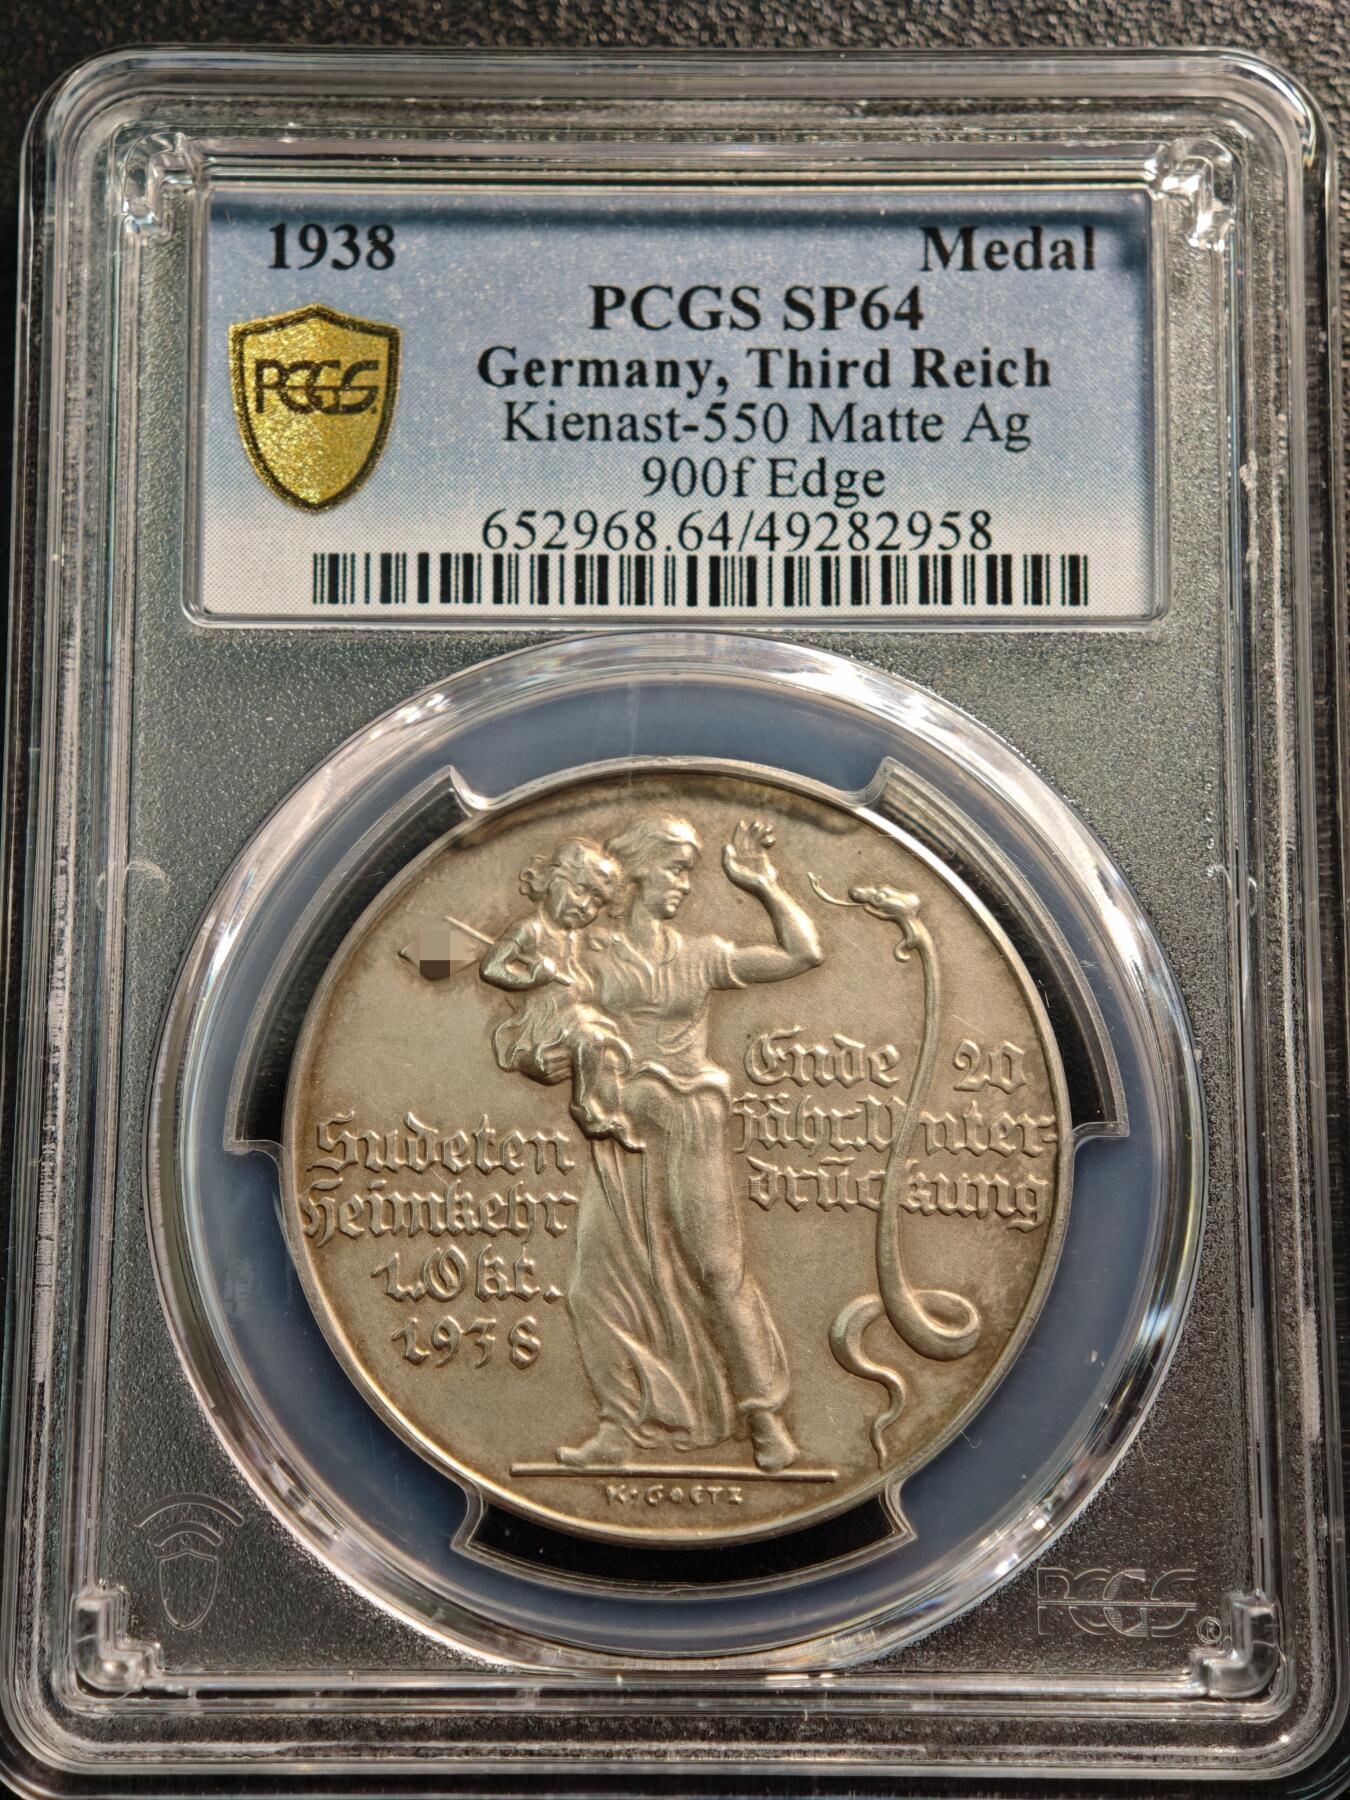 1938 Medal
PCGS SP64
Germany, Third Reich
Kienast-550 Matte Ag
900f Edge
652968.64/49282958
PCGS
Ende 20
jähr.Unter-
drückung
Sudeten
Heimkehr
1.Okt.
1938
K·GOETZ
PCGS®